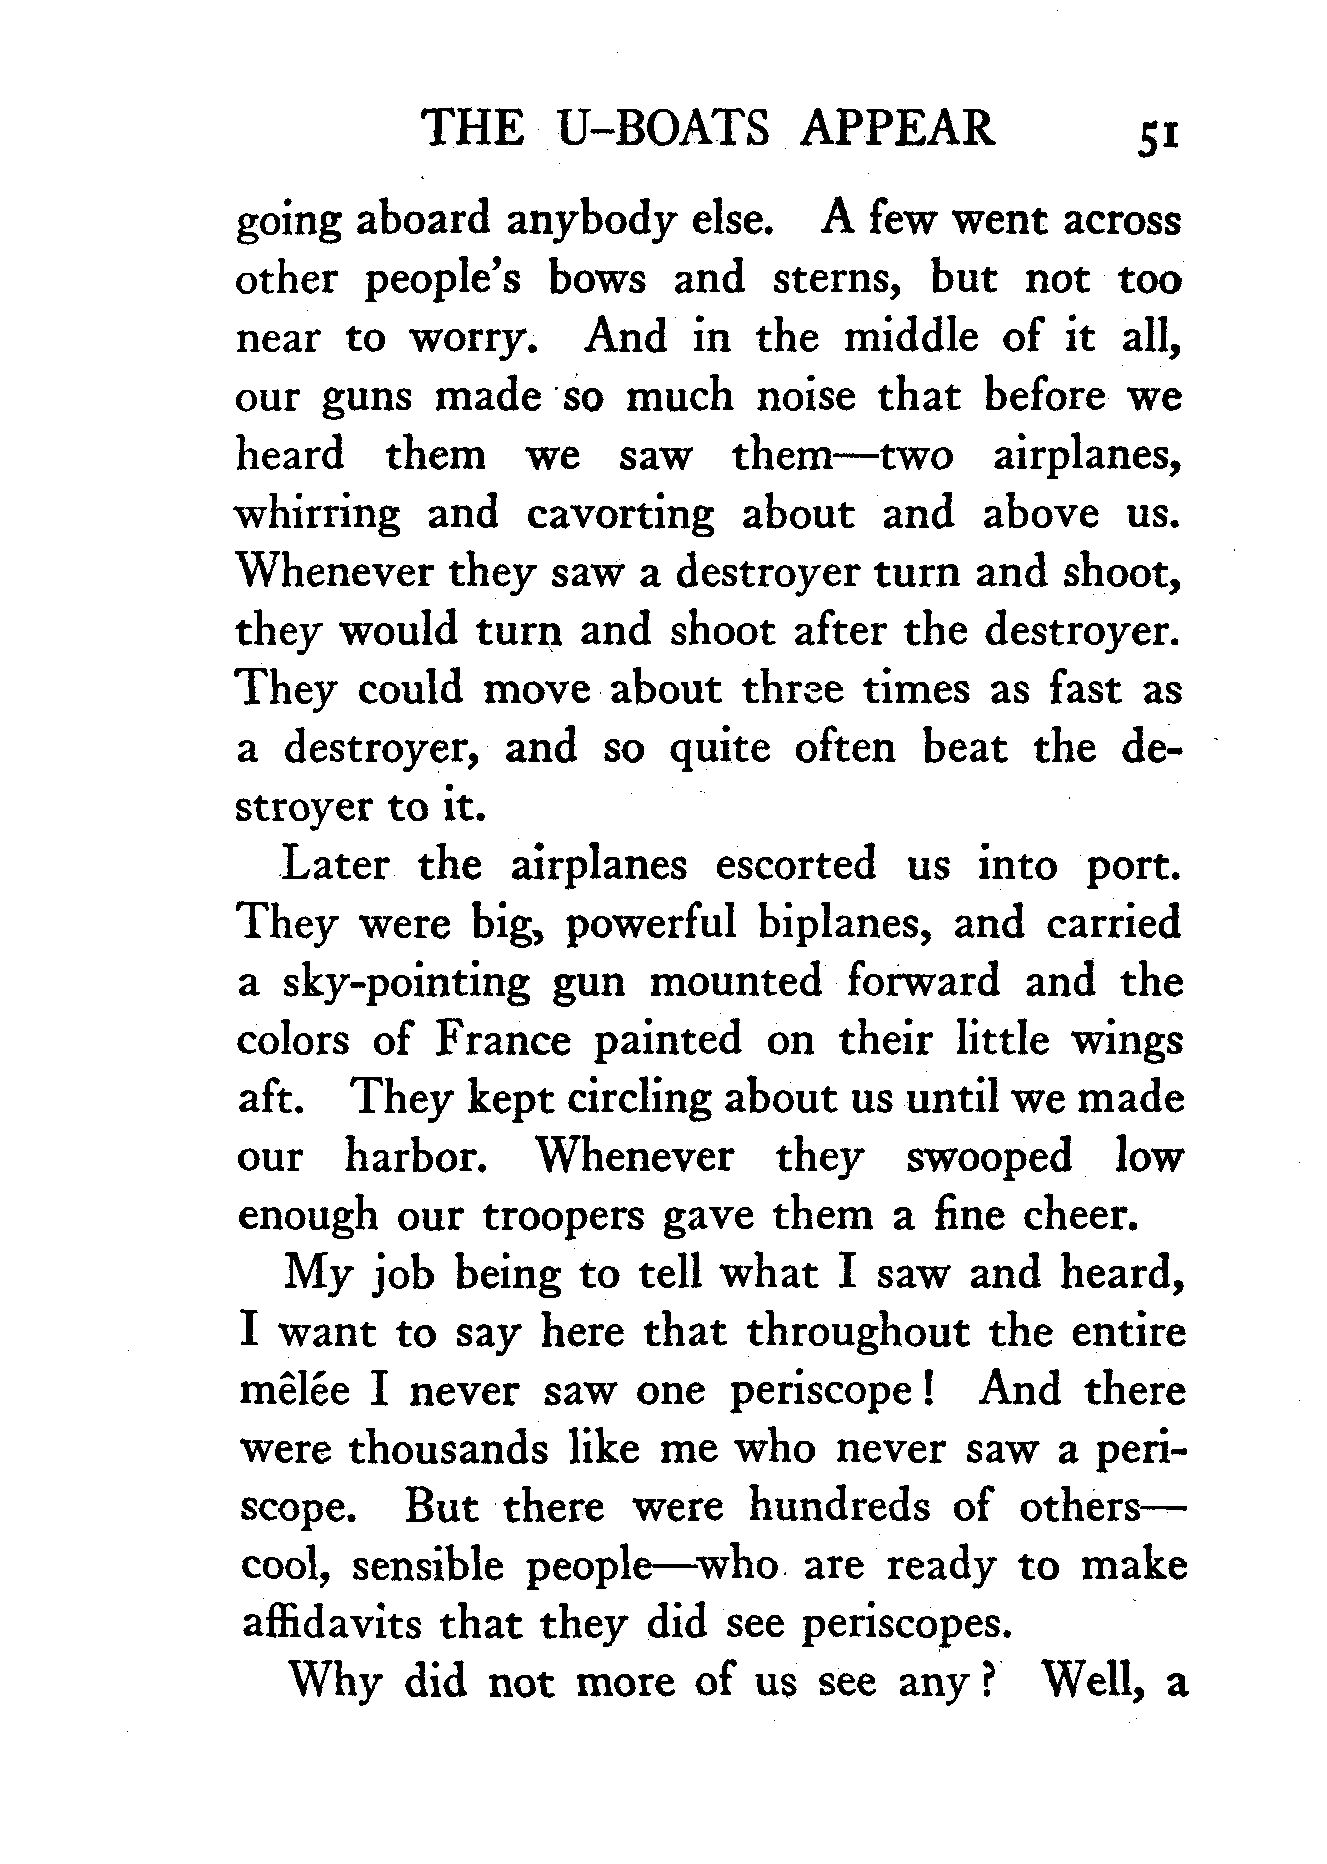 THE U-BOATS APPEAR 51
going aboard anybody else. A few went across
other people's bows and sterns, but not too
near to worry. And in the middle of it all,
our guns made so much noise that before we
heard them we saw them—two airplanes,
whirring and cavorting about and above us.
Whenever they saw a destroyer turn and shoot,
they would turn and shoot after the destroyer.
They could move about three times as fast as
a destroyer, and so quite often beat the de-
stroyer to it.
Later the airplanes escorted us into port.
They were big, powerful biplanes, and carried
a sky-pointing gun mounted forward and the
colors of France painted on their little wings
aft. They kept circling about us until we made
our harbor. Whenever they swooped low
enough our troopers gave them a fine cheer.
My job being to tell what I saw and heard,
I want to say here that throughout the entire
mêlée I never saw one periscope! And there
were thousands like me who never saw a peri-
scope. But there were hundreds of others—
cool, sensible people—who are ready to make
affidavits that they did see periscopes.
Why did not more of us see any? Well, a